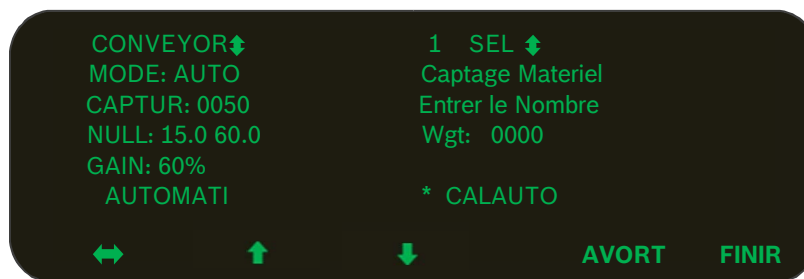 CONVEYOR⬍ 1 SEL ⬍
MODE: AUTO Captage Materiel
CAPTUR: 0050 Entrer le Nombre
NULL: 15.0 60.0 Wgt: 0000
GAIN: 60%
AUTOMATI * CALAUTO
⬌ ⬆ ⬇ AVORT FINIR